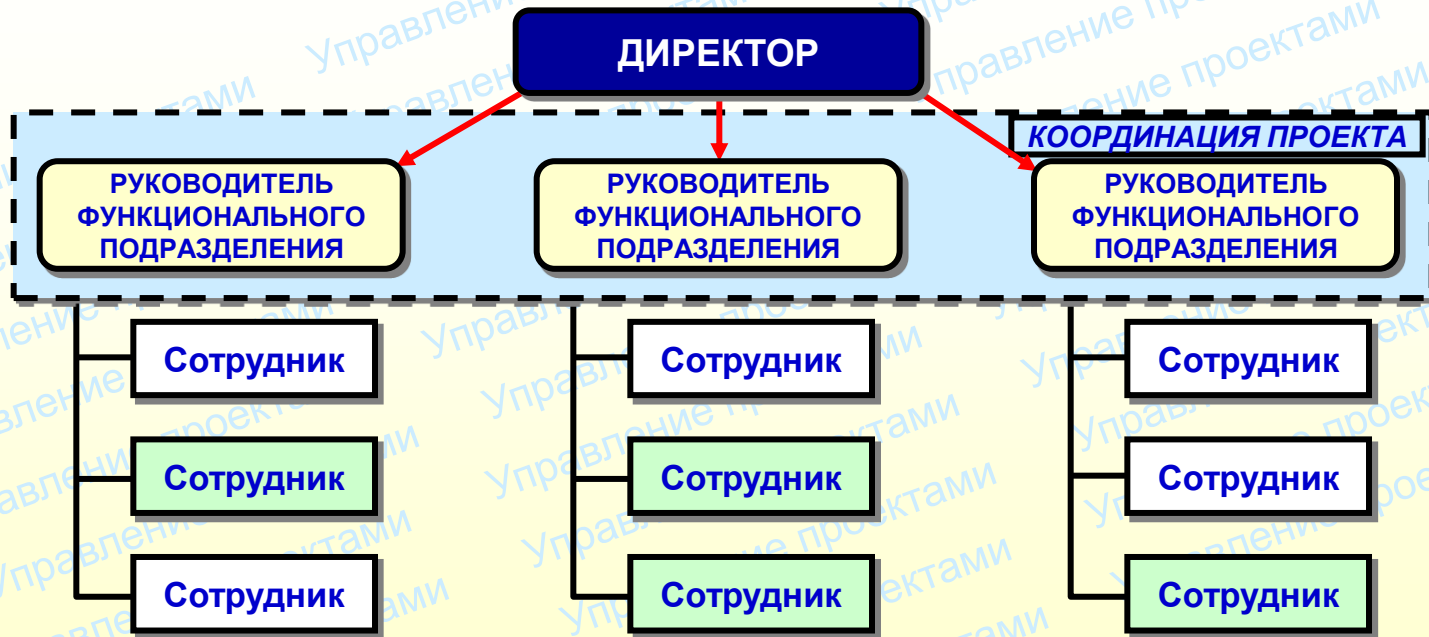 ДИРЕКТОР
КООРДИНАЦИЯ ПРОЕКТА
РУКОВОДИТЕЛЬ
ФУНКЦИОНАЛЬНОГО
ПОДРАЗДЕЛЕНИЯ
РУКОВОДИТЕЛЬ
ФУНКЦИОНАЛЬНОГО
ПОДРАЗДЕЛЕНИЯ
РУКОВОДИТЕЛЬ
ФУНКЦИОНАЛЬНОГО
ПОДРАЗДЕЛЕНИЯ
Сотрудник
Сотрудник
Сотрудник
Сотрудник
Сотрудник
Сотрудник
Сотрудник
Сотрудник
Сотрудник